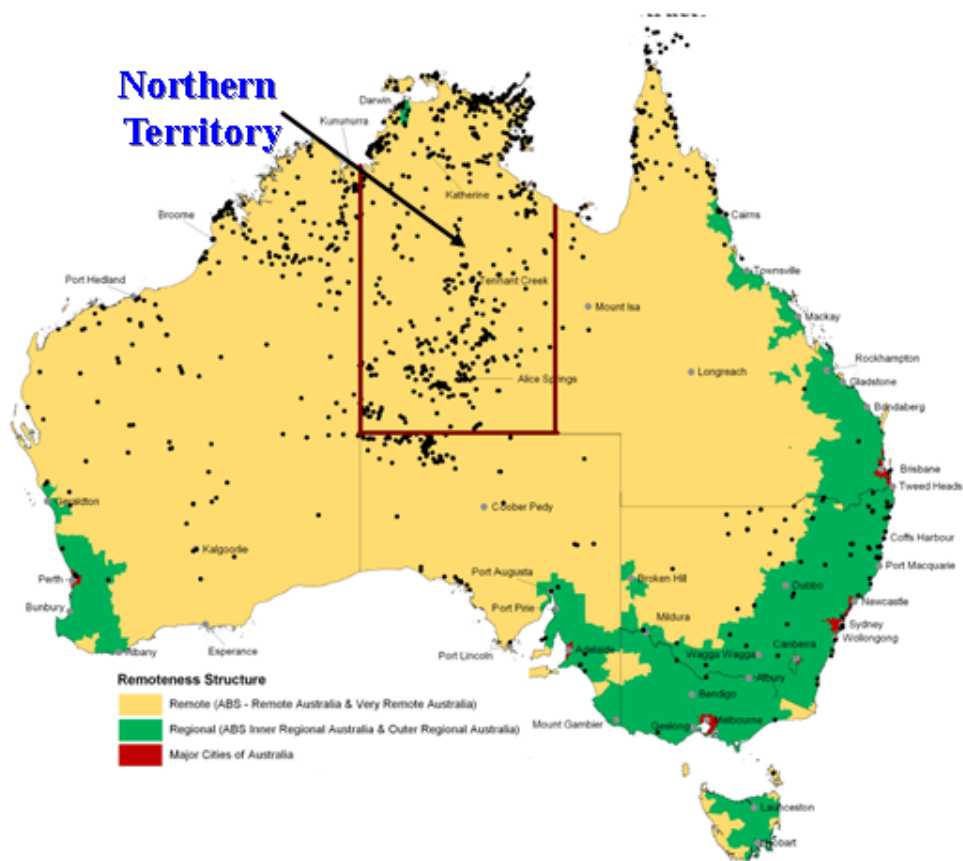 Northern
Territory
Darwin
Kununurra
Katherine
Broome
Cairns
Tennant Creek
Townsville
Port Hedland
Mount Isa
Mackay
Rockhampton
Longreach
Alice Springs
Gladstone
Bundaberg
Brisbane
Tweed Heads
Geraldton
Coober Pedy
Coffs Harbour
Kalgoorlie
Port Macquarie
Perth
Port Augusta
Broken Hill
Dubbo
Bunbury
Port Pirie
Newcastle
Mildura
Sydney
Wollongong
Canberra
Albany
Esperance
Port Lincoln
Adelaide
Wagga Wagga
Albury
Remoteness Structure
Remote (ABS - Remote Australia & Very Remote Australia)
Bendigo
Regional (ABS Inner Regional Australia & Outer Regional Australia)
Mount Gambier
Geelong
Melbourne
Major Cities of Australia
Launceston
Hobart